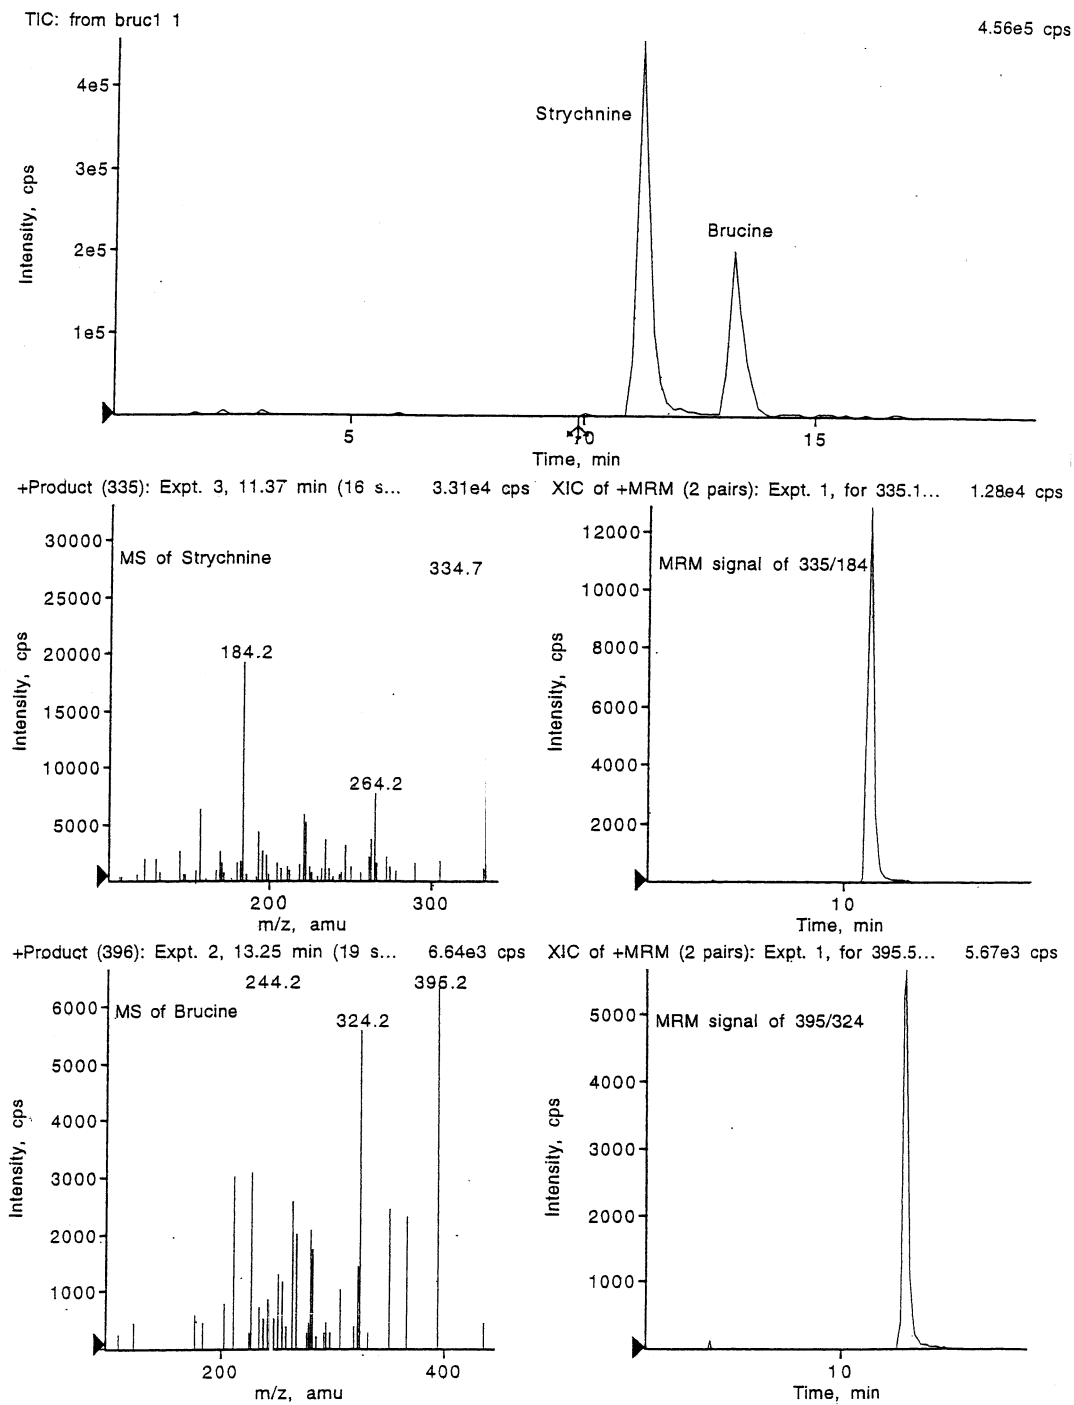 TIC: from bruc1 1
4.56e5 cps
Intensity, cps
4e5
3e5
2e5
1e5
Strychnine
Brucine
5
10
15
Time, min
+Product (335): Expt. 3, 11.37 min (16 s... 3.31e4 cps
Intensity, cps
30000
25000
20000
15000
10000
5000
MS of Strychnine
334.7
184.2
264.2
200
300
m/z, amu
XIC of +MRM (2 pairs): Expt. 1, for 335.1... 1.28e4 cps
Intensity, cps
12000
10000
8000
6000
4000
2000
MRM signal of 335/184
10
Time, min
+Product (396): Expt. 2, 13.25 min (19 s... 6.64e3 cps
Intensity, cps
6000
5000
4000
3000
2000
1000
244.2
395.2
MS of Brucine
324.2
200
400
m/z, amu
XIC of +MRM (2 pairs): Expt. 1, for 395.5... 5.67e3 cps
Intensity, cps
5000
4000
3000
2000
1000
MRM signal of 395/324
10
Time, min